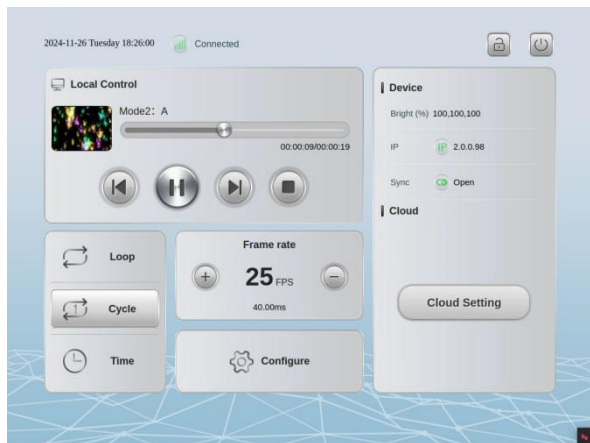 2024-11-26 Tuesday 18:26:00 Connected
Local Control
Mode2: A
00:00:09/00:00:19
Loop
1
Cycle
Time
Frame rate
25 FPS
40.00ms
Configure
Device
Bright (%) 100,100,100
IP IP 2.0.0.98
Sync Open
Cloud
Cloud Setting